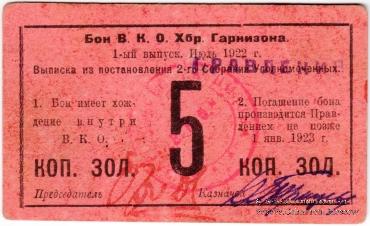 Бон В. К. О. Хбр. Гарнизона.
1-ый выпуск. Июль 1922 г.
Выписка из постановления 2-го Собрания Уполномоченных.
1. Бон имеет хождение внутри В. К. О.
5
2. Погашение бона производится Правлением не позже 1 янв. 1923 г.
КОП. ЗОЛ.
КОП. ЗОЛ.
Председатель
Казначей